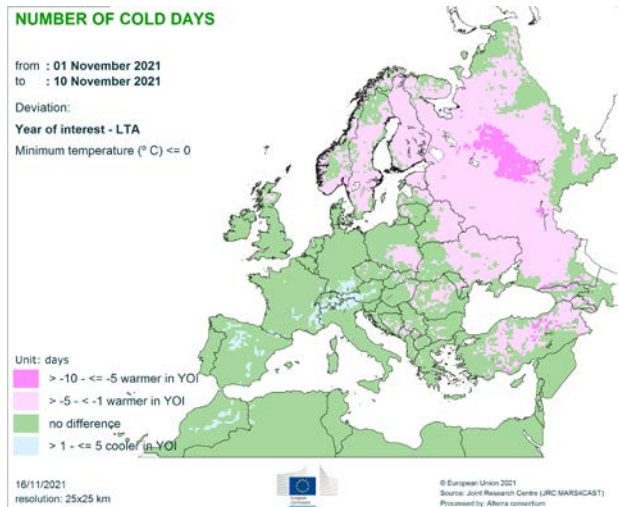 NUMBER OF COLD DAYS
from : 01 November 2021
to : 10 November 2021
Deviation:
Year of interest - LTA
Minimum temperature (º C) <= 0
Unit: days
> -10 - <= -5 warmer in YOI
> -5 - < -1 warmer in YOI
no difference
> 1 - <= 5 cooler in YOI
16/11/2021
resolution: 25x25 km
European
Commission
© European Union 2021
Source: Joint Research Centre (JRC MARS4CAST)
Processed by: Alterra consortium